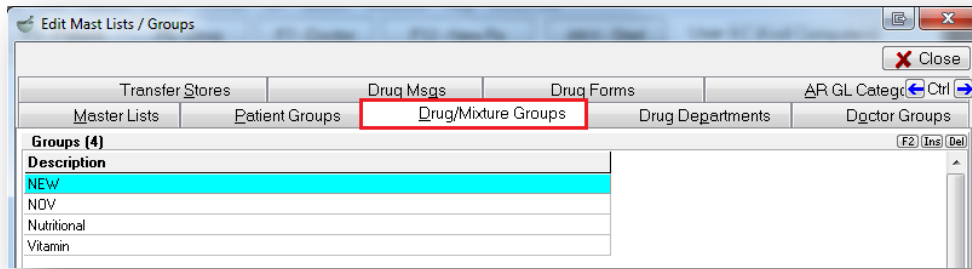 Edit Mast Lists / Groups
Close
Transfer Stores Drug Msgs Drug Forms AR GL Categ Ctrl
Master Lists Patient Groups Drug/Mixture Groups Drug Departments Doctor Groups
Groups (4) F2 Ins Del
Description
NEW
NOV
Nutritional
Vitamin